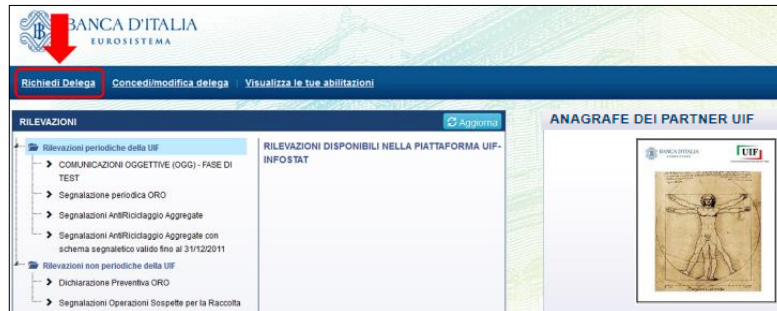 BANCA D'ITALIA
EUROSISTEMA
Richiedi Delega | Concedi/modifica delega | Visualizza le tue abilitazioni
RILEVAZIONI
Aggiorna
Rilevazioni periodiche della UIF
COMUNICAZIONI OGGETTIVE (OGG) - FASE DI
TEST
Segnalazione periodica ORO
Segnalazioni AntiRiciclaggio Aggregate
Segnalazioni AntiRiciclaggio Aggregate con
schema segnaletico valido fino al 31/12/2011
Rilevazioni non periodiche della UIF
Dichiarazione Preventiva ORO
Segnalazioni Operazioni Sospette per la Raccolta
RILEVAZIONI DISPONIBILI NELLA PIATTAFORMA UIF-
INFOSTAT
ANAGRAFE DEI PARTNER UIF
BANCA D'ITALIA
UIF